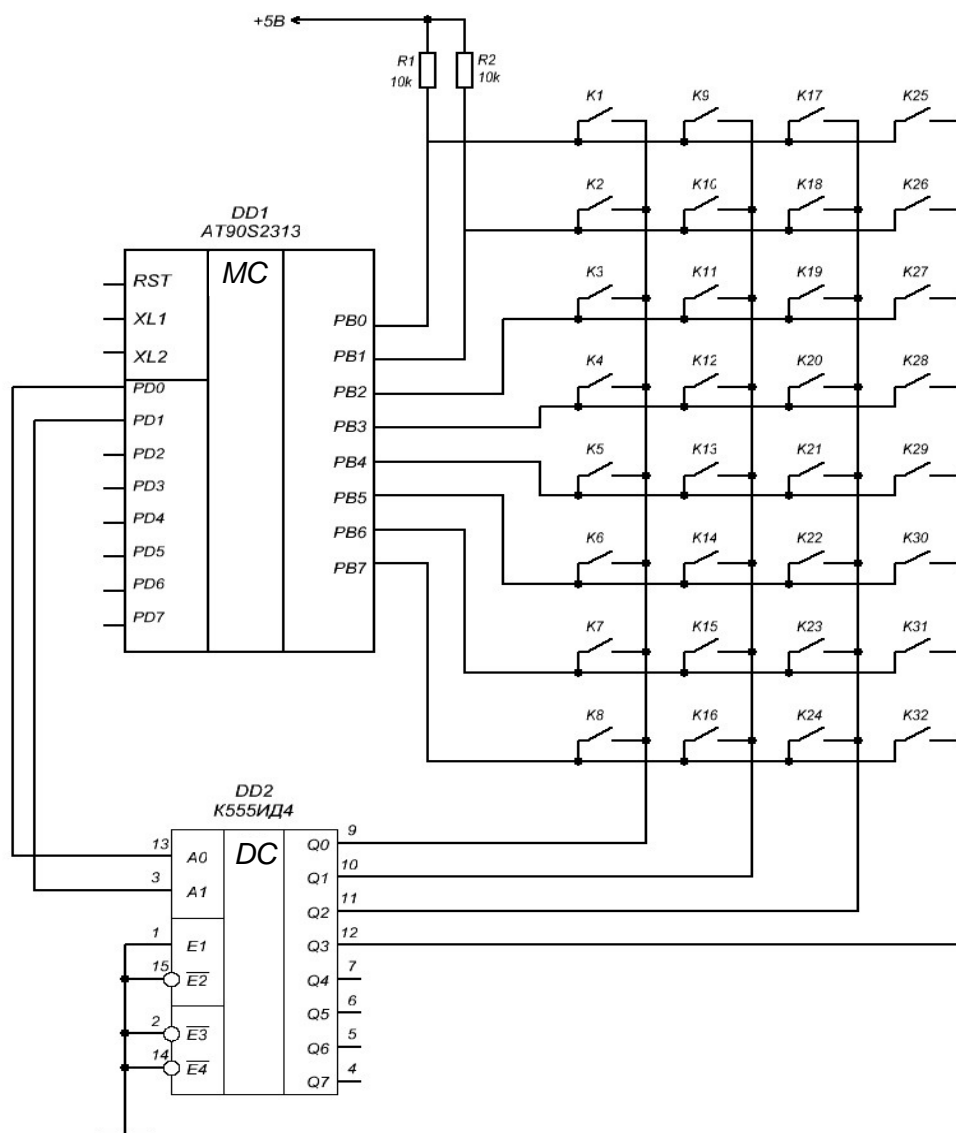 +5В
R1
10k
R2
10k
K1
K9
K17
K25
K2
K10
K18
K26
K3
K11
K19
K27
K4
K12
K20
K28
K5
K13
K21
K29
K6
K14
K22
K30
K7
K15
K23
K31
K8
K16
K24
K32
DD1
AT90S2313
MC
RST
XL1
XL2
PD0
PD1
PD2
PD3
PD4
PD5
PD6
PD7
PB0
PB1
PB2
PB3
PB4
PB5
PB6
PB7
DD2
К555ИД4
DC
13
A0
3
A1
1
E1
15
E2
2
E3
14
E4
Q0
9
Q1
10
Q2
11
Q3
12
Q4
7
Q5
6
Q6
5
Q7
4